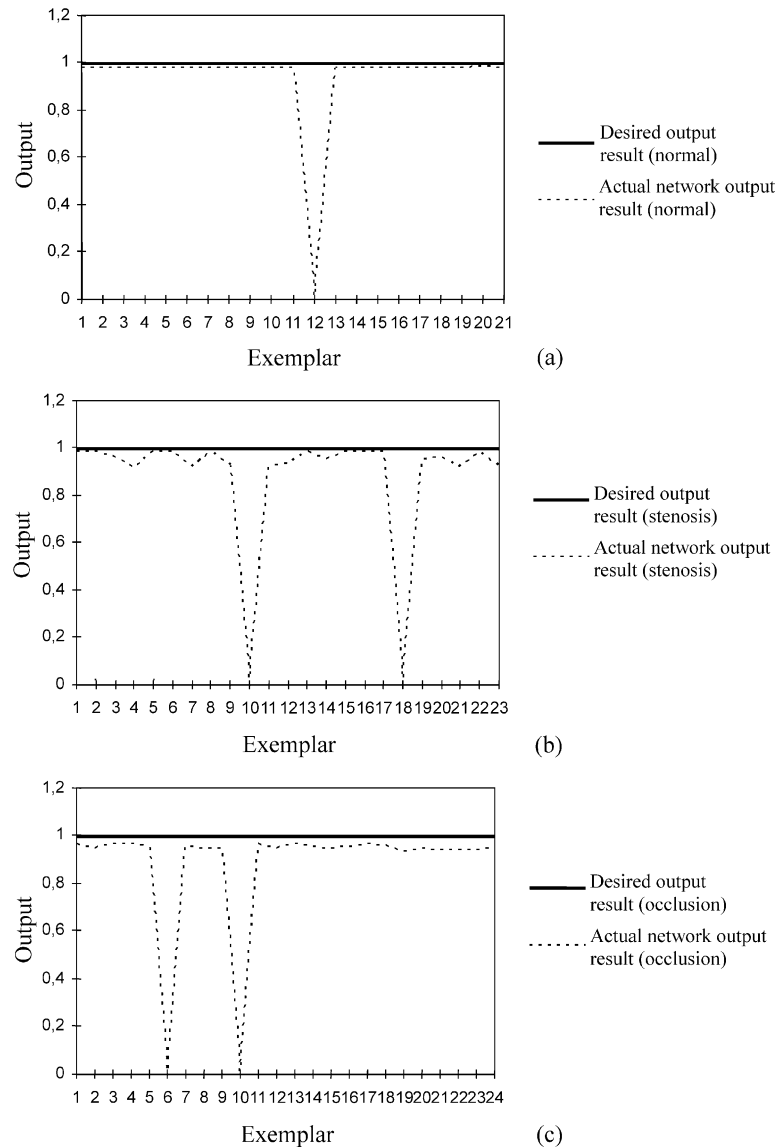 1,2
1
0,8
0,6
0,4
0,2
0
Output
1 2 3 4 5 6 7 8 9 10 11 12 13 14 15 16 17 18 19 20 21
Exemplar
(a)
Desired output
result (normal)
Actual network output
result (normal)
1,2
1
0,8
0,6
0,4
0,2
0
Output
1 2 3 4 5 6 7 8 9 10 11 12 13 14 15 16 17 18 19 20 21 22 23
Exemplar
(b)
Desired output
result (stenosis)
Actual network output
result (stenosis)
1,2
1
0,8
0,6
0,4
0,2
0
Output
1 2 3 4 5 6 7 8 9 10 11 12 13 14 15 16 17 18 19 20 21 22 23 24
Exemplar
(c)
Desired output
result (occlusion)
Actual network output
result (occlusion)